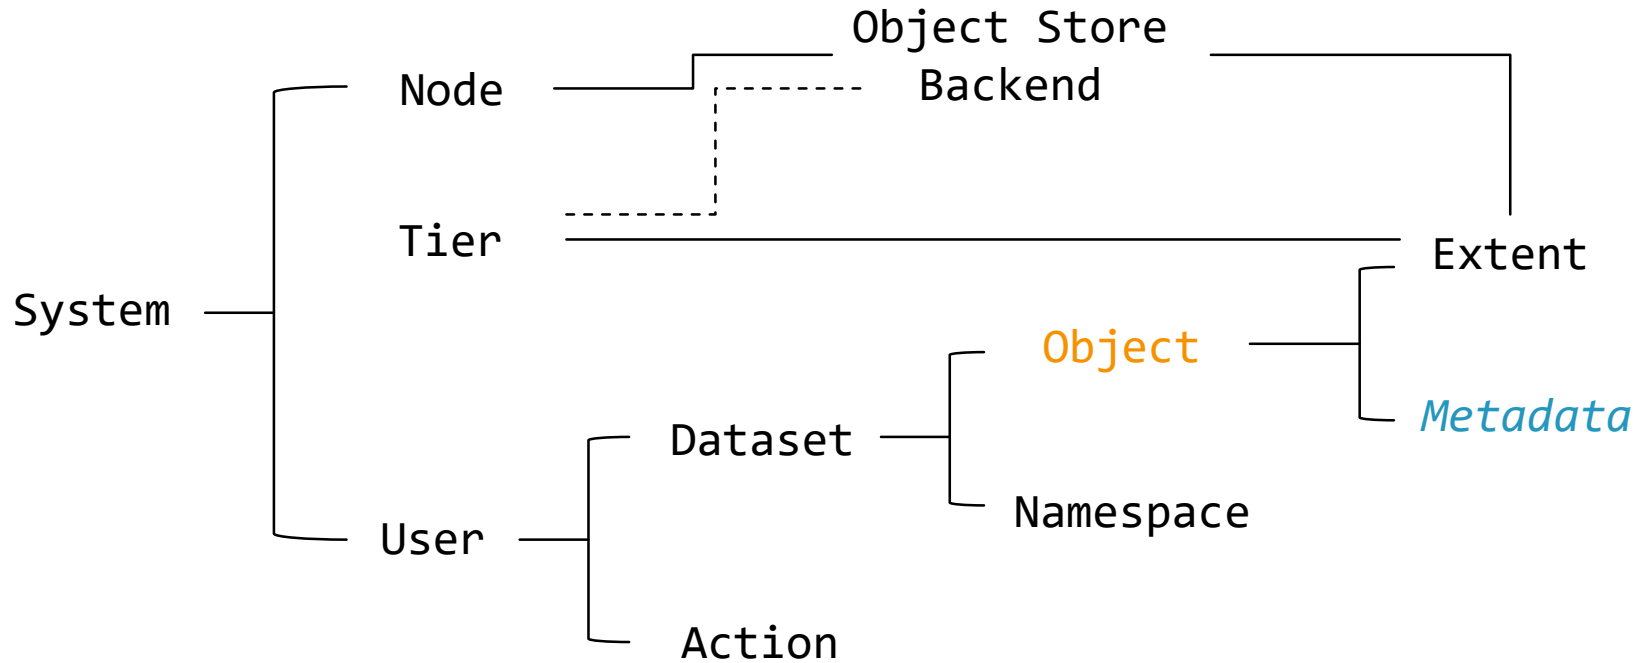 Object Store
Backend
Node
Tier
Extent
System
Object
Metadata
Dataset
Namespace
User
Action